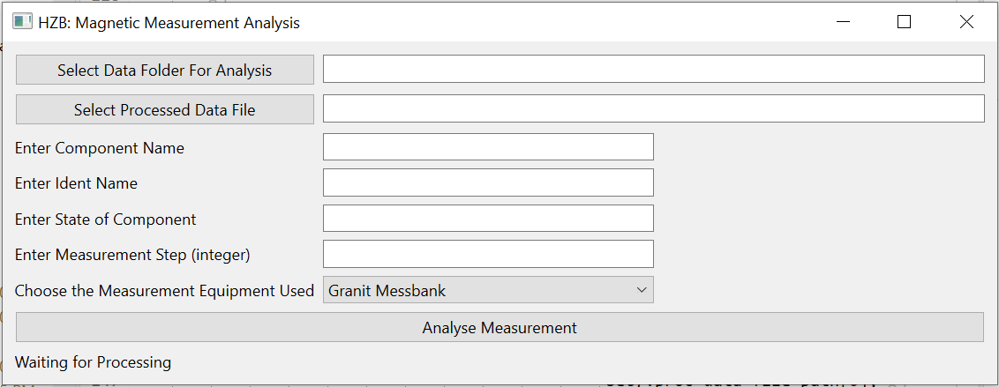 HZB: Magnetic Measurement Analysis
Select Data Folder For Analysis
Select Processed Data File
Enter Component Name
Enter Ident Name
Enter State of Component
Enter Measurement Step (integer)
Choose the Measurement Equipment Used Granit Messbank
Analyse Measurement
Waiting for Processing